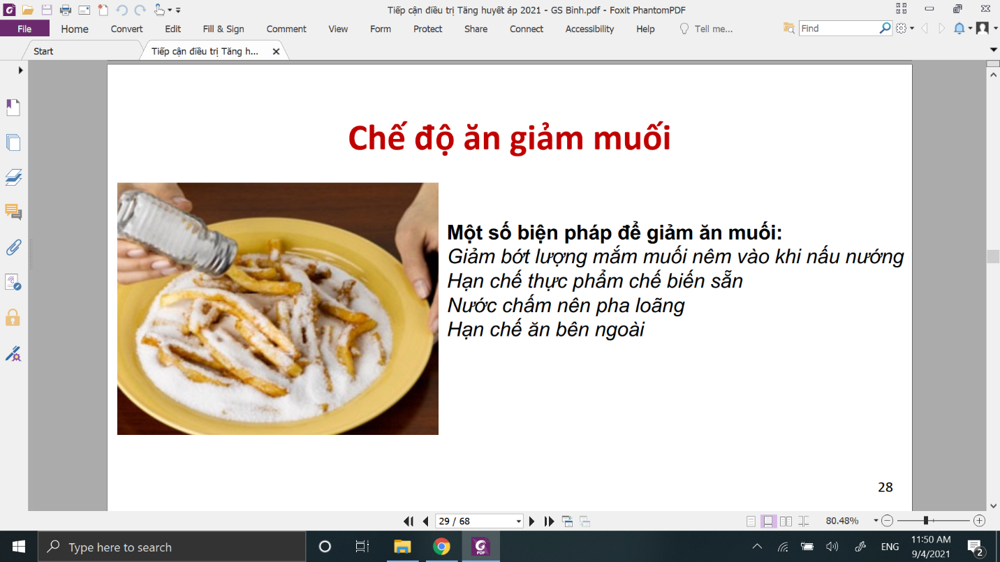 Tiếp cận điều trị Tăng huyết áp 2021 - GS Binh.pdf - Foxit PhantomPDF
File Home Convert Edit Fill & Sign Comment View Form Protect Share Connect Accessibility Help Tell me... Find
Start Tiếp cận điều trị Tăng h...
Chế độ ăn giảm muối
Một số biện pháp để giảm ăn muối:
Giảm bớt lượng mắm muối nêm vào khi nấu nướng
Hạn chế thực phẩm chế biến sẵn
Nước chấm nên pha loãng
Hạn chế ăn bên ngoài
28
29 / 68 80.48%
Type here to search PDF ENG 11:50 AM
9/4/2021 2